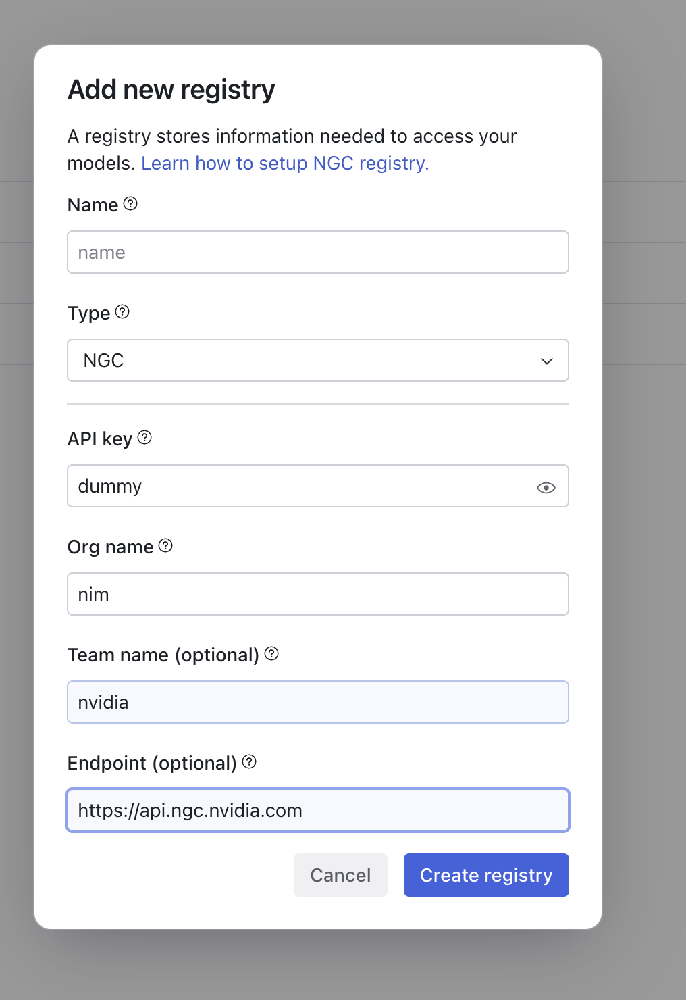 Add new registry
A registry stores information needed to access your
models. Learn how to setup NGC registry.
Name
name
Type
NGC
API key
dummy
Org name
nim
Team name (optional)
nvidia
Endpoint (optional)
https://api.ngc.nvidia.com
Cancel
Create registry